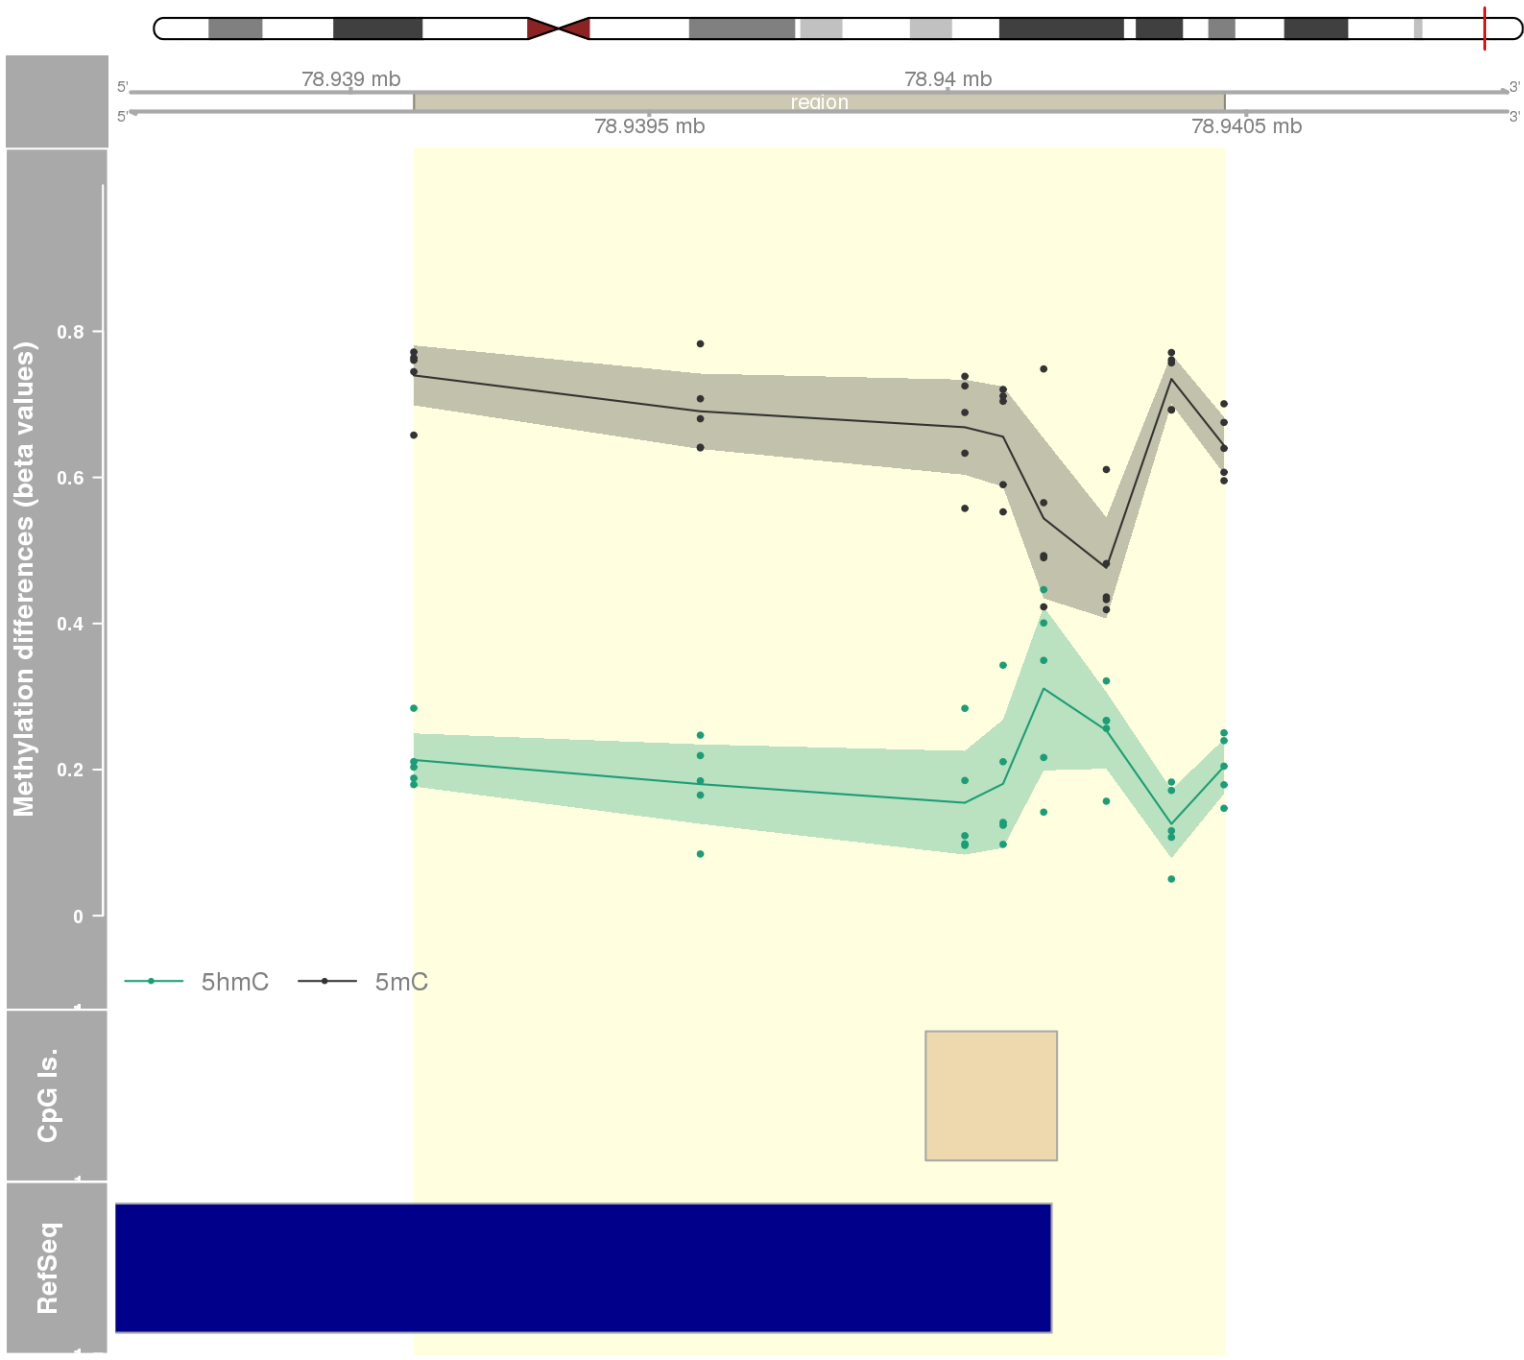 78.939 mb
78.94 mb
5'
3'
region
5'
3'
78.9395 mb
78.9405 mb
Methylation differences (beta values)
0.8
0.6
0.4
0.2
0
5hmC
5mC
CpG Is.
RefSeq